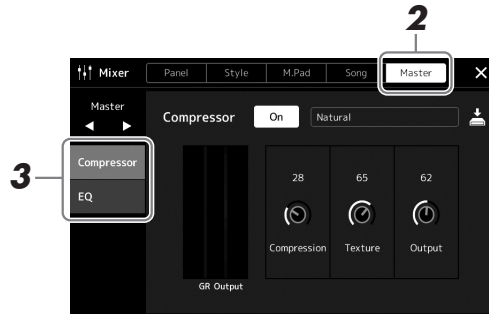 2
Mixer Panel Style M.Pad Song Master ×
Master
Compressor On Natural
3
Compressor
EQ
28 65 62
Compression Texture Output
GR Output